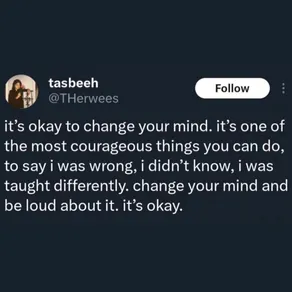 tasbeeh
@THerwees
Follow
it's okay to change your mind. it's one of
the most courageous things you can do,
to say i was wrong, i didn't know, i was
taught differently. change your mind and
be loud about it. it's okay.